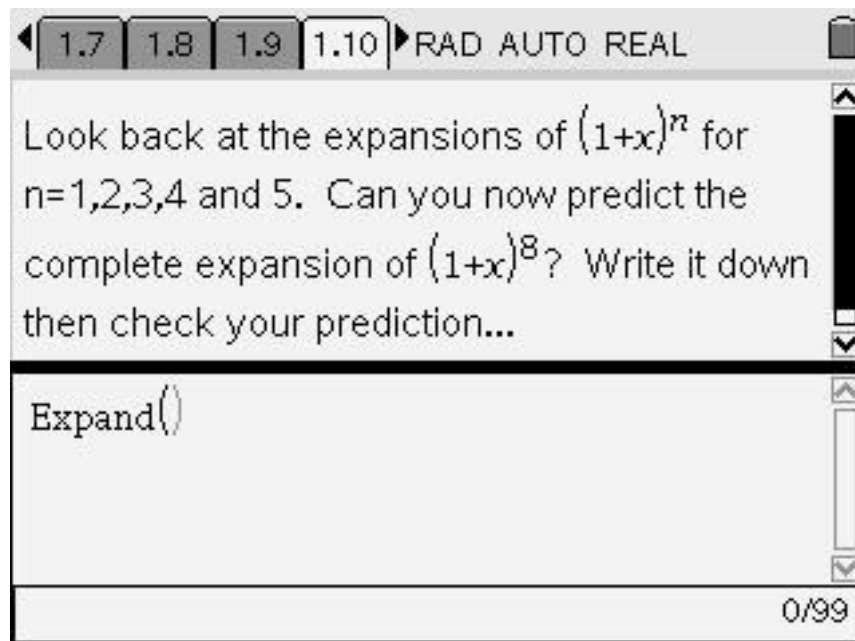 1.7 1.8 1.9 1.10 RAD AUTO REAL
Look back at the expansions of (1+x)ⁿ for
n=1,2,3,4 and 5. Can you now predict the
complete expansion of (1+x)⁸? Write it down
then check your prediction...
Expand()
0/99